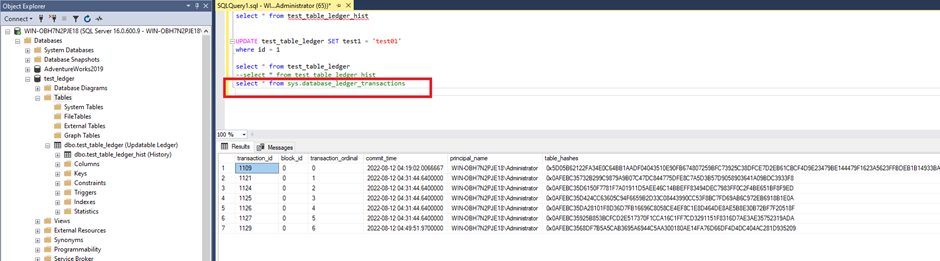 Object Explorer
Connect
WIN-OBH7N2PJE18 (SQL Server 16.0.600.9 - WIN-OBH7N2PJE18\Ad
Databases
System Databases
Database Snapshots
AdventureWorks2019
test_ledger
Database Diagrams
Tables
System Tables
FileTables
External Tables
Graph Tables
dbo.test_table_ledger (Updatable Ledger)
dbo.test_table_ledger_hist (History)
Columns
Keys
Constraints
Triggers
Indexes
Statistics
Views
External Resources
Synonyms
Programmability
Service Broker
SQLQuery1.sql - WI...Administrator (65))*
select * from test_table_ledger_hist
UPDATE test_table_ledger SET test1 = 'test01'
where id = 1
select * from test_table_ledger
--select * from test_table_ledger_hist
select * from sys.database_ledger_transactions
100 %
Results Messages
transaction_id block_id transaction_ordinal commit_time principal_name table_hashes
1 1109 0 0 2022-08-12 04:19:02.0066667 WIN-OBH7N2PJE18\Administrator
2 1121 0 1 2022-08-12 04:31:44.6400000 WIN-OBH7N2PJE18\Administrator
3 1124 0 2 2022-08-12 04:31:44.6400000 WIN-OBH7N2PJE18\Administrator
4 1125 0 3 2022-08-12 04:31:44.6400000 WIN-OBH7N2PJE18\Administrator
5 1126 0 4 2022-08-12 04:31:44.6400000 WIN-OBH7N2PJE18\Administrator
6 1127 0 5 2022-08-12 04:31:44.6400000 WIN-OBH7N2PJE18\Administrator
7 1129 0 6 2022-08-12 04:49:51.9700000 WIN-OBH7N2PJE18\Administrator